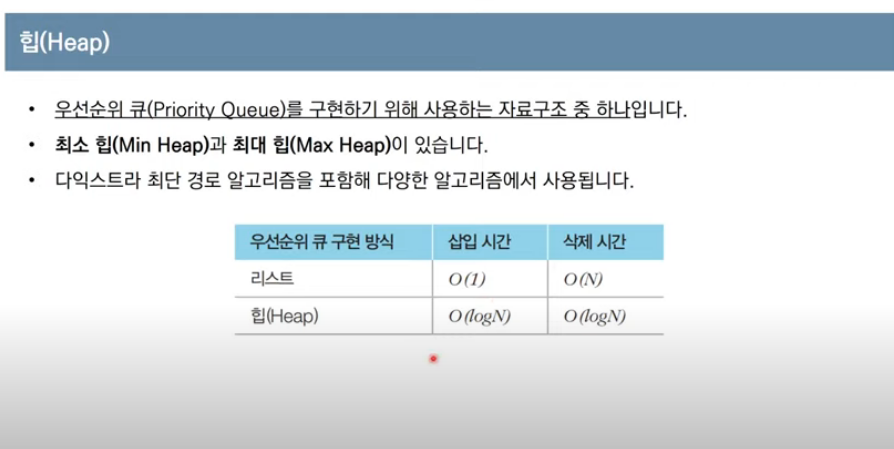 힙(Heap)
• 우선순위 큐(Priority Queue)를 구현하기 위해 사용하는 자료구조 중 하나입니다.
• 최소 힙(Min Heap)과 최대 힙(Max Heap)이 있습니다.
• 다익스트라 최단 경로 알고리즘을 포함해 다양한 알고리즘에서 사용됩니다.
우선순위 큐 구현 방식 삽입 시간 삭제 시간
리스트 O(1) O(N)
힙(Heap) O(logN) O(logN)